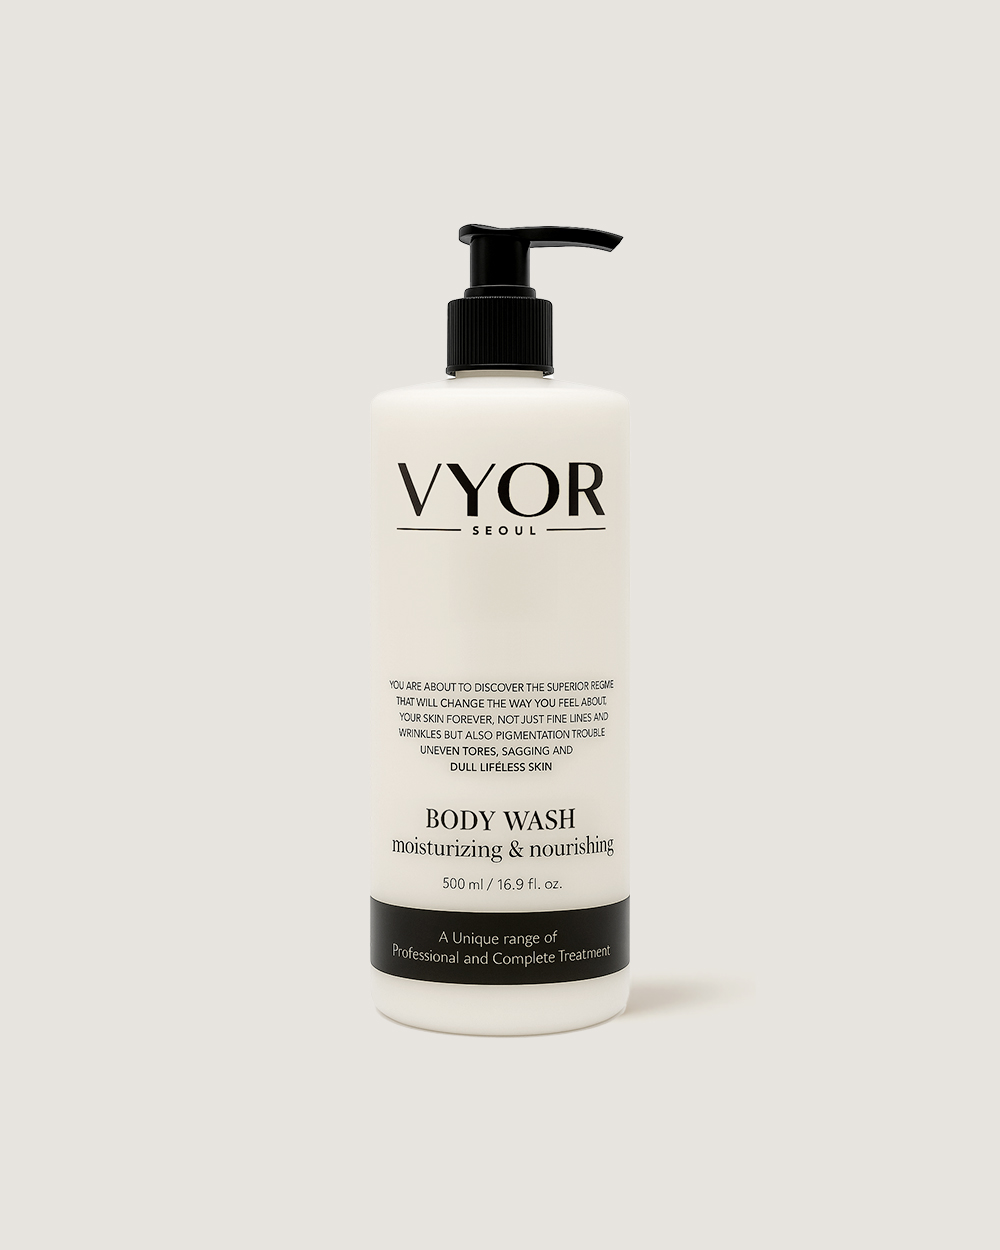 VYOR
SEOUL
YOU ARE ABOUT TO DISCOVER THE SUPERIOR REGME
THAT WILL CHANGE THE WAY YOU FEEL ABOUT,
YOUR SKIN FOREVER, NOT JUST FINE LINES AND
WRINKLES BUT ALSO PIGMENTATION TROUBLE
UNEVEN TORES, SAGGING AND
DULL LIFÉLESS SKIN
BODY WASH
moisturizing & nourishing
500 ml / 16.9 fl. oz.
A Unique range of
Professional and Complete Treatment